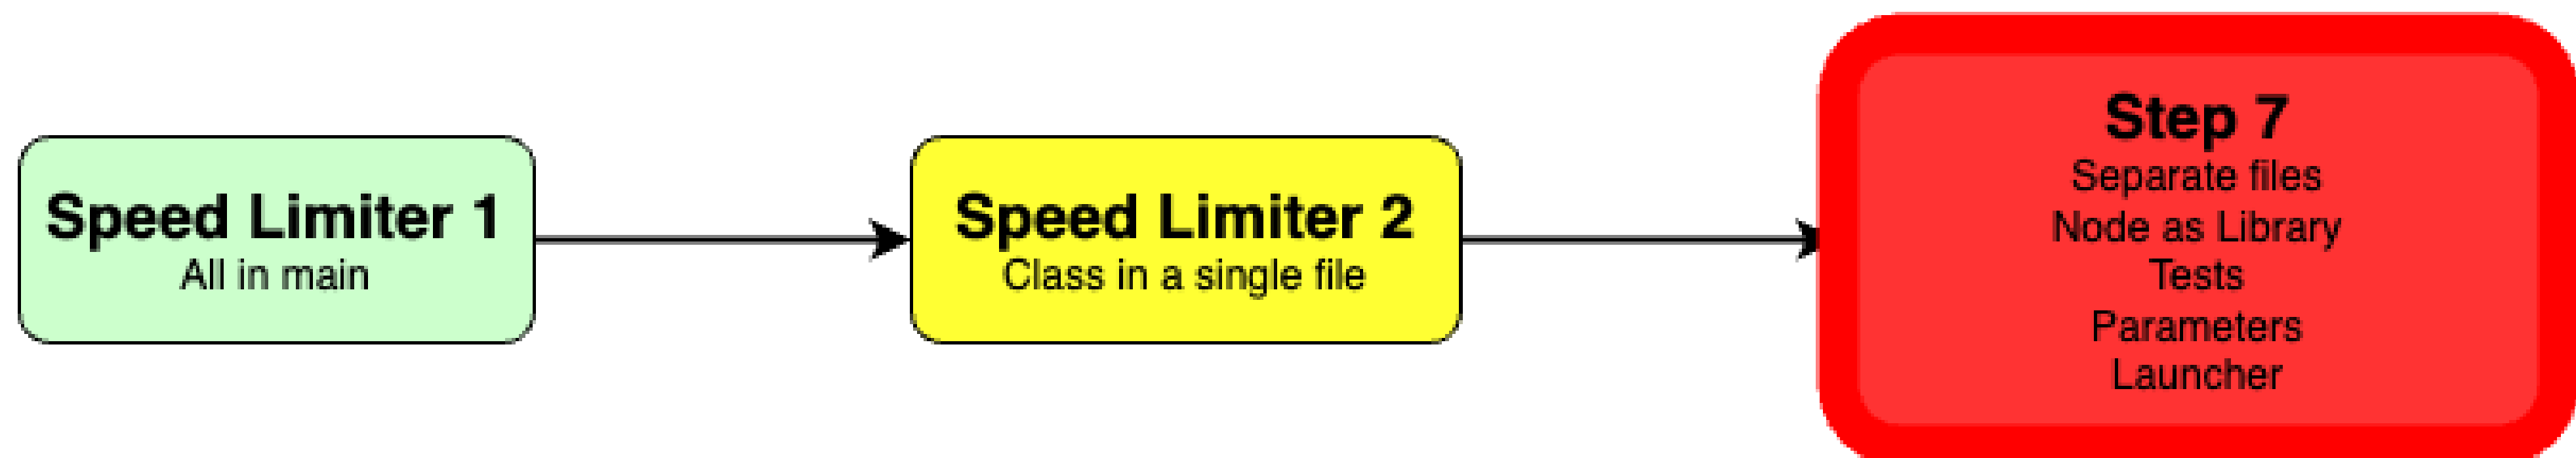 Speed Limiter 1
All in main
Speed Limiter 2
Class in a single file
Step 7
Separate files
Node as Library
Tests
Parameters
Launcher